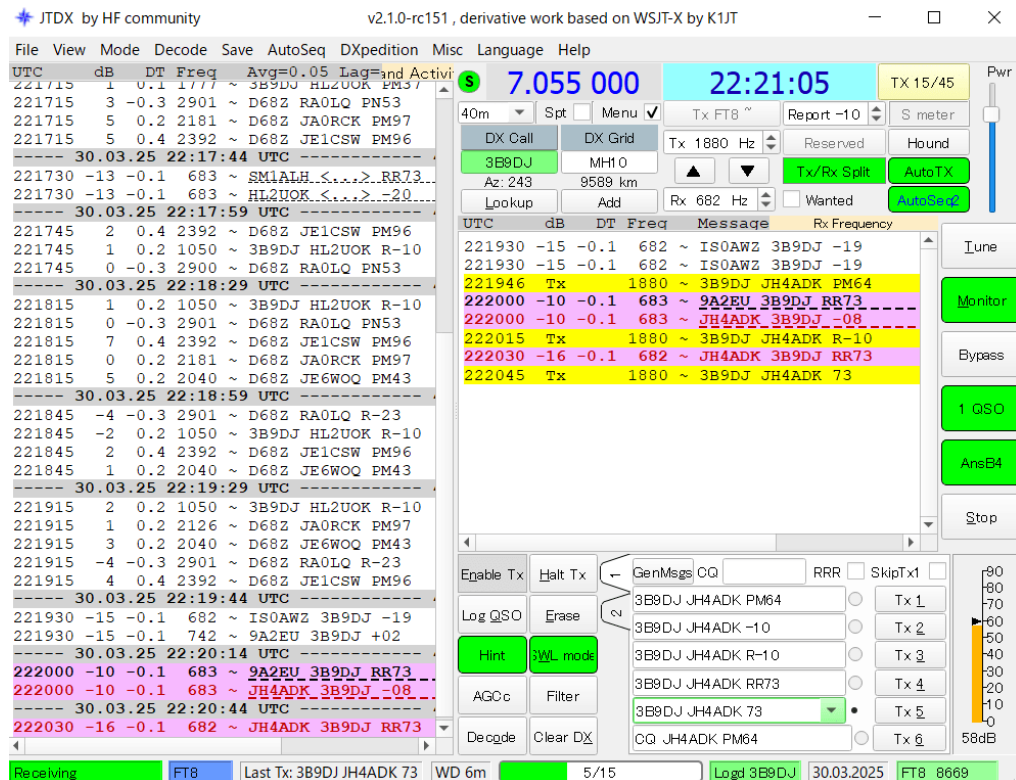 JTDX by HF community v2.1.0-rc151 , derivative work based on WSJT-X by K1JT
File View Mode Decode Save AutoSeq DXpedition Misc Language Help
UTC dB DT Freq Avg=0.05 Lag= and Activi
221715 1 0.1 1777 ~ 3B9DJ HL2UOK PM37
221715 3 -0.3 2901 ~ D68Z RA0LQ PN53
221715 5 0.2 2181 ~ D68Z JA0RCK PM97
221715 5 0.4 2392 ~ D68Z JE1CSW PM96
----- 30.03.25 22:17:44 UTC ------------
221730 -13 -0.1 683 ~ SM1ALH <...> RR73
221730 -13 -0.1 683 ~ HL2UOK <...> -20
----- 30.03.25 22:17:59 UTC ------------
221745 2 0.4 2392 ~ D68Z JE1CSW PM96
221745 1 0.2 1050 ~ 3B9DJ HL2UOK R-10
221745 0 -0.3 2900 ~ D68Z RA0LQ PN53
----- 30.03.25 22:18:29 UTC ------------
221815 1 0.2 1050 ~ 3B9DJ HL2UOK R-10
221815 0 -0.3 2901 ~ D68Z RA0LQ PN53
221815 7 0.4 2392 ~ D68Z JE1CSW PM96
221815 0 0.2 2181 ~ D68Z JA0RCK PM97
221815 5 0.2 2040 ~ D68Z JE6WOQ PM43
----- 30.03.25 22:18:59 UTC ------------
221845 -4 -0.3 2901 ~ D68Z RA0LQ R-23
221845 -2 0.2 1050 ~ 3B9DJ HL2UOK R-10
221845 2 0.4 2392 ~ D68Z JE1CSW PM96
221845 1 0.2 2040 ~ D68Z JE6WOQ PM43
----- 30.03.25 22:19:29 UTC ------------
221915 2 0.2 1050 ~ 3B9DJ HL2UOK R-10
221915 1 0.2 2126 ~ D68Z JA0RCK PM97
221915 3 0.2 2040 ~ D68Z JE6WOQ PM43
221915 -4 -0.3 2901 ~ D68Z RA0LQ R-23
221915 4 0.4 2392 ~ D68Z JE1CSW PM96
----- 30.03.25 22:19:44 UTC ------------
221930 -15 -0.1 682 ~ IS0AWZ 3B9DJ -19
221930 -15 -0.1 742 ~ 9A2EU 3B9DJ +02
----- 30.03.25 22:20:14 UTC ------------
222000 -10 -0.1 683 ~ 9A2EU 3B9DJ RR73
222000 -10 -0.1 683 ~ JH4ADK 3B9DJ -08
----- 30.03.25 22:20:44 UTC ------------
222030 -16 -0.1 682 ~ JH4ADK 3B9DJ RR73
S 7.055 000 22:21:05 TX 15/45 Pwr
40m Spt Menu Tx FT8 ~ Report -10 S meter
DX Call DX Grid Tx 1880 Hz Reserved Hound
3B9DJ MH10 Tx/Rx Split AutoTX
Az: 243 9589 km
Lookup Add Rx 682 Hz Wanted AutoSeq2
UTC dB DT Freq Message Rx Frequency
221930 -15 -0.1 682 ~ IS0AWZ 3B9DJ -19
221930 -15 -0.1 682 ~ IS0AWZ 3B9DJ -19
221946 Tx 1880 ~ 3B9DJ JH4ADK PM64
222000 -10 -0.1 683 ~ 9A2EU 3B9DJ RR73
222000 -10 -0.1 683 ~ JH4ADK 3B9DJ -08
222015 Tx 1880 ~ 3B9DJ JH4ADK R-10
222030 -16 -0.1 682 ~ JH4ADK 3B9DJ RR73
222045 Tx 1880 ~ 3B9DJ JH4ADK 73
Tune
Monitor
Bypass
1 QSO
AnsB4
Stop
Enable Tx Halt Tx 1 GenMsgs CQ RRR SkipTx1
3B9DJ JH4ADK PM64 Tx 1
Log QSO Erase 2 3B9DJ JH4ADK -10 Tx 2
Hint SWL mode 3B9DJ JH4ADK R-10 Tx 3
AGCc Filter 3B9DJ JH4ADK RR73 Tx 4
3B9DJ JH4ADK 73 Tx 5
Decode Clear DX CQ JH4ADK PM64 Tx 6
90
80
70
60
50
40
30
20
10
0
58dB
Receiving FT8 Last Tx: 3B9DJ JH4ADK 73 WD 6m 5/15 Logd 3B9DJ 30.03.2025 FT8 8669